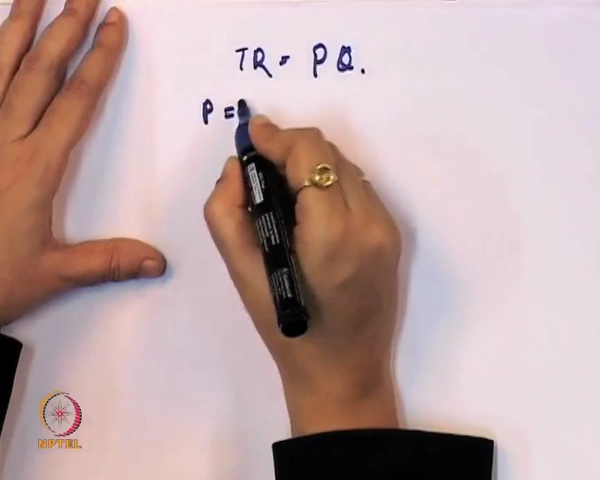 TR = PQ.
P =
NPTEL